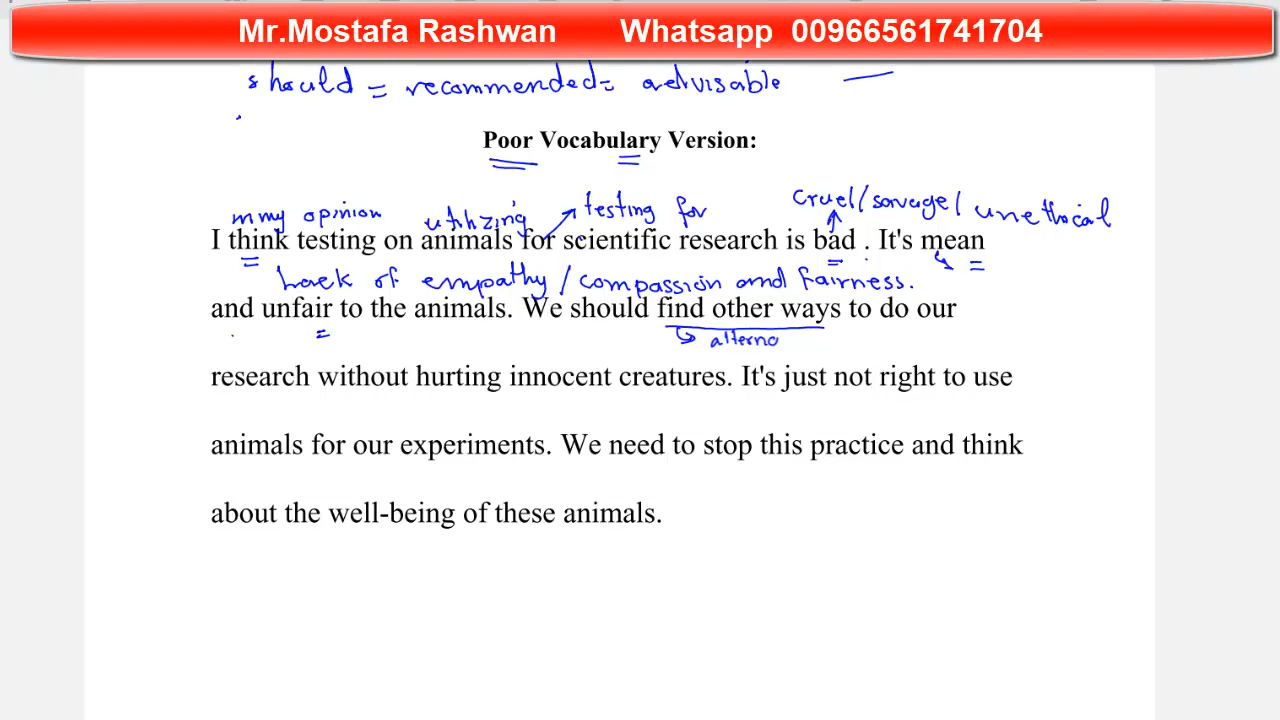 Mr.Mostafa Rashwan Whatsapp 00966561741704
should = recommended = advisable
Poor Vocabulary Version:
my opinion utilizing testing for cruel/savage/ unethical
I think testing on animals for scientific research is bad . It's mean
Lack of empathy/compassion and fairness.
and unfair to the animals. We should find other ways to do our
alterna
research without hurting innocent creatures. It's just not right to use
animals for our experiments. We need to stop this practice and think
about the well-being of these animals.